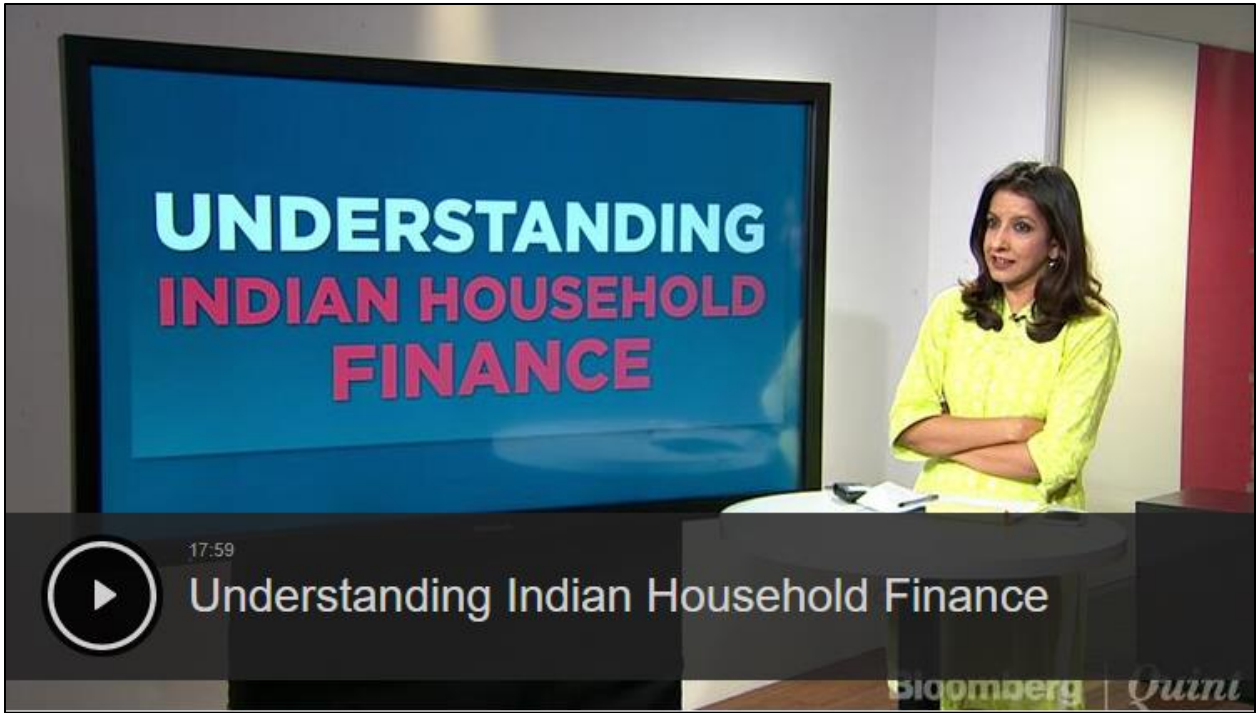 UNDERSTANDING
INDIAN HOUSEHOLD
FINANCE
17:59
Understanding Indian Household Finance
Bloomberg | Quint